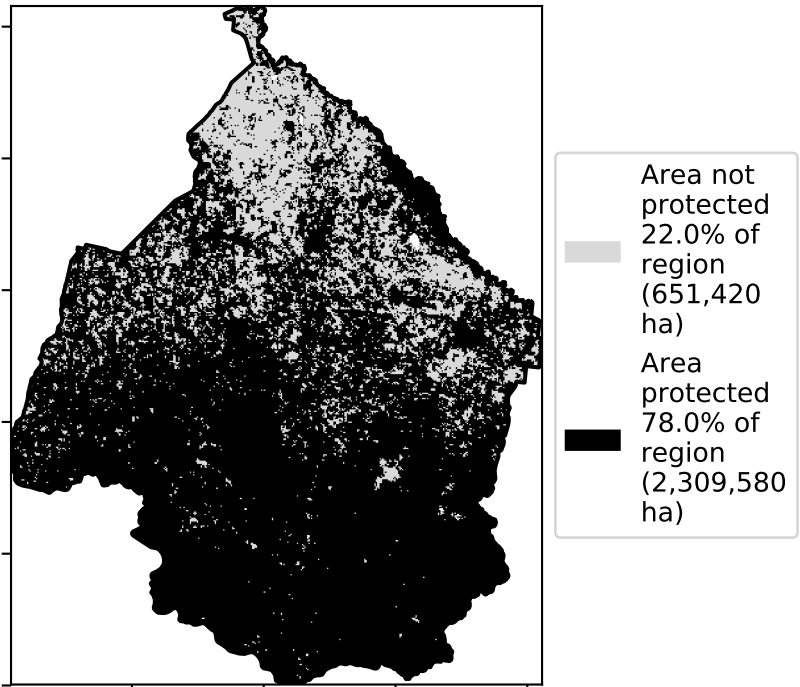 Area not
protected
22.0% of
region
(651,420
ha)
Area
protected
78.0% of
region
(2,309,580
ha)